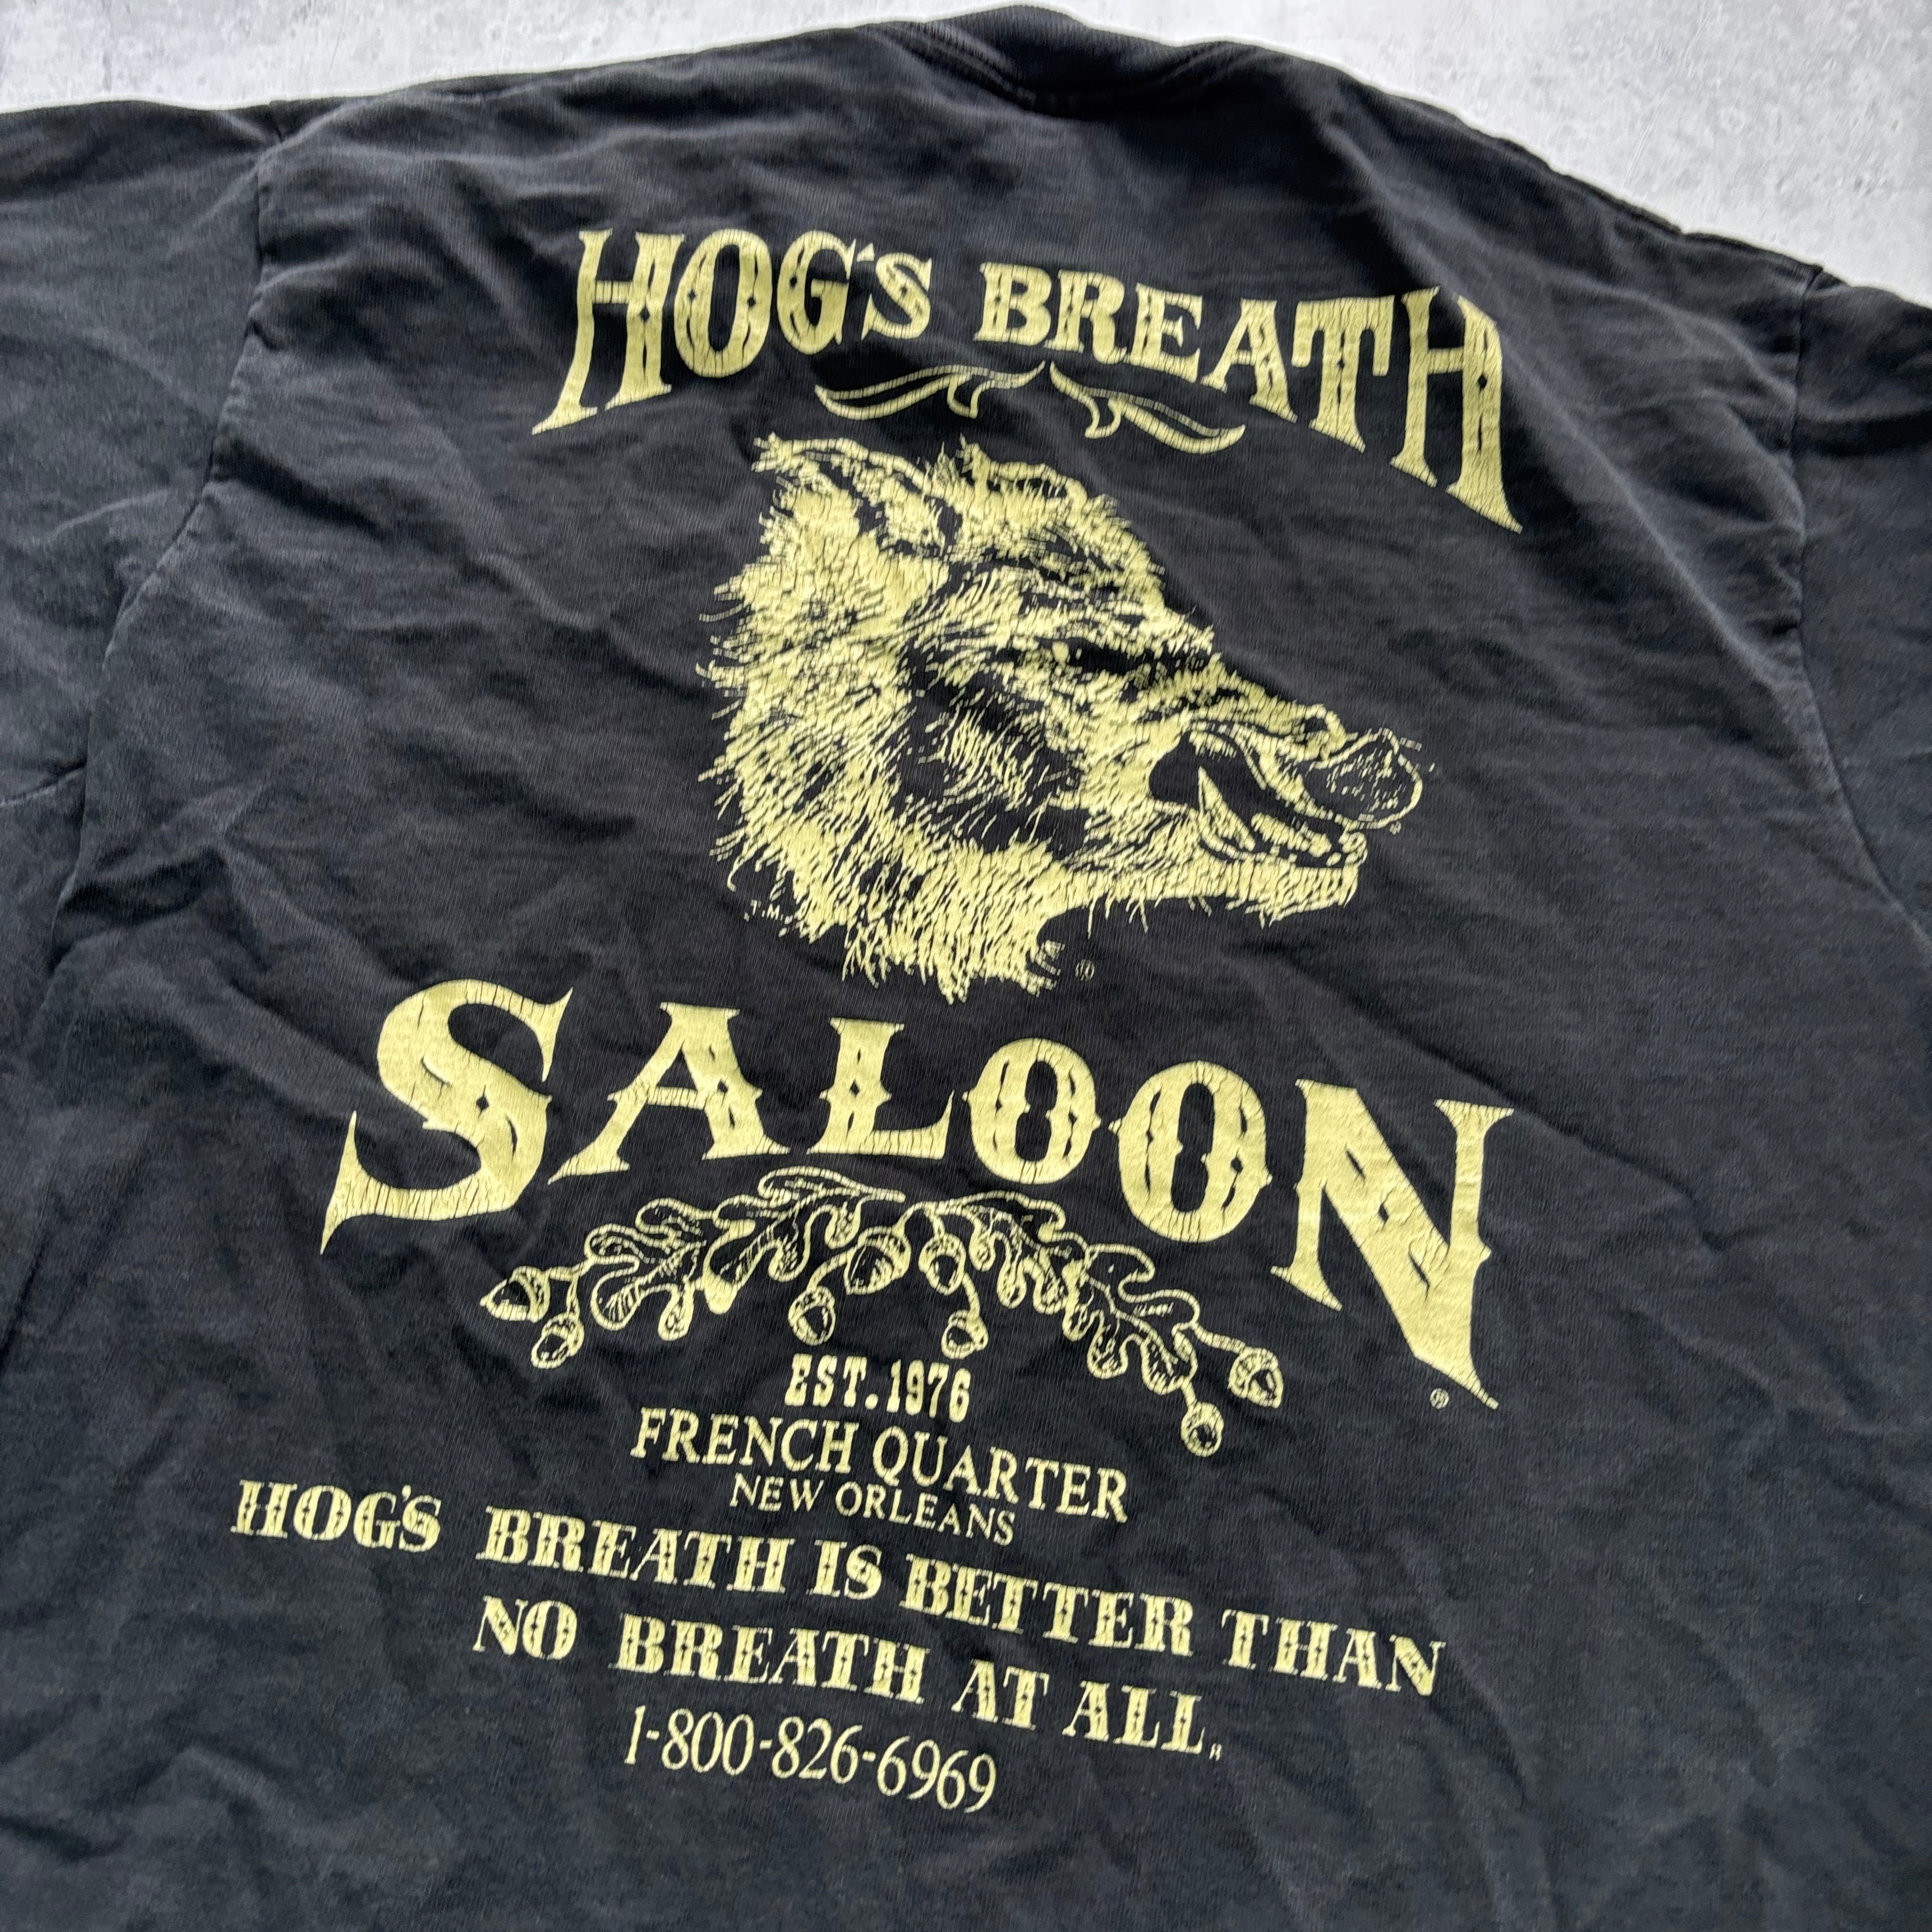 HOG'S BREATH
T.M.
®
SALOON
®
EST. 1976
FRENCH QUARTER
NEW ORLEANS
HOG'S BREATH IS BETTER THAN
NO BREATH AT ALL.
1-800-826-6969